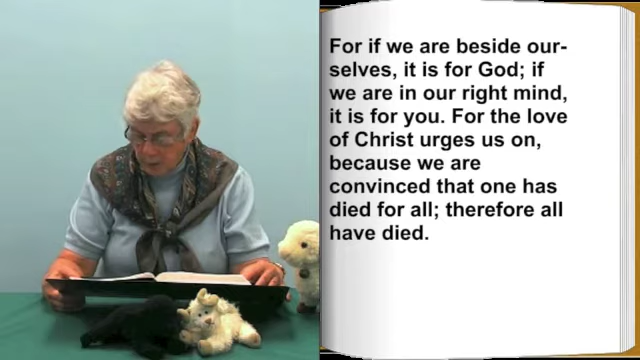 For if we are beside our-
selves, it is for God; if
we are in our right mind,
it is for you. For the love
of Christ urges us on,
because we are
convinced that one has
died for all; therefore all
have died.